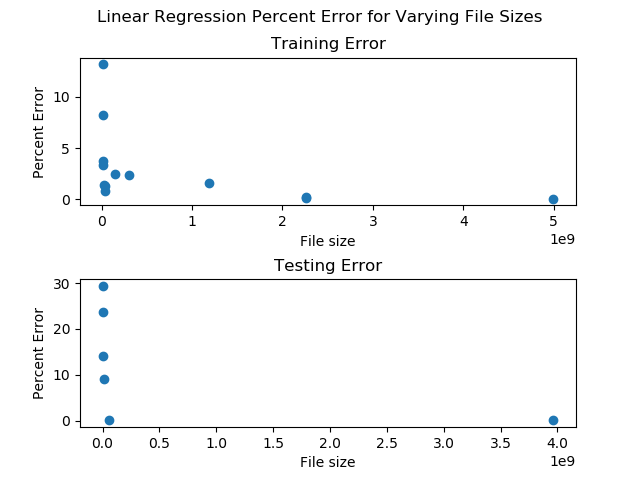 Linear Regression Percent Error for Varying File Sizes
Training Error
Percent Error
10
5
0
0 1 2 3 4 5
1e9
File size
Testing Error
Percent Error
30
20
10
0
0.0 0.5 1.0 1.5 2.0 2.5 3.0 3.5 4.0
1e9
File size